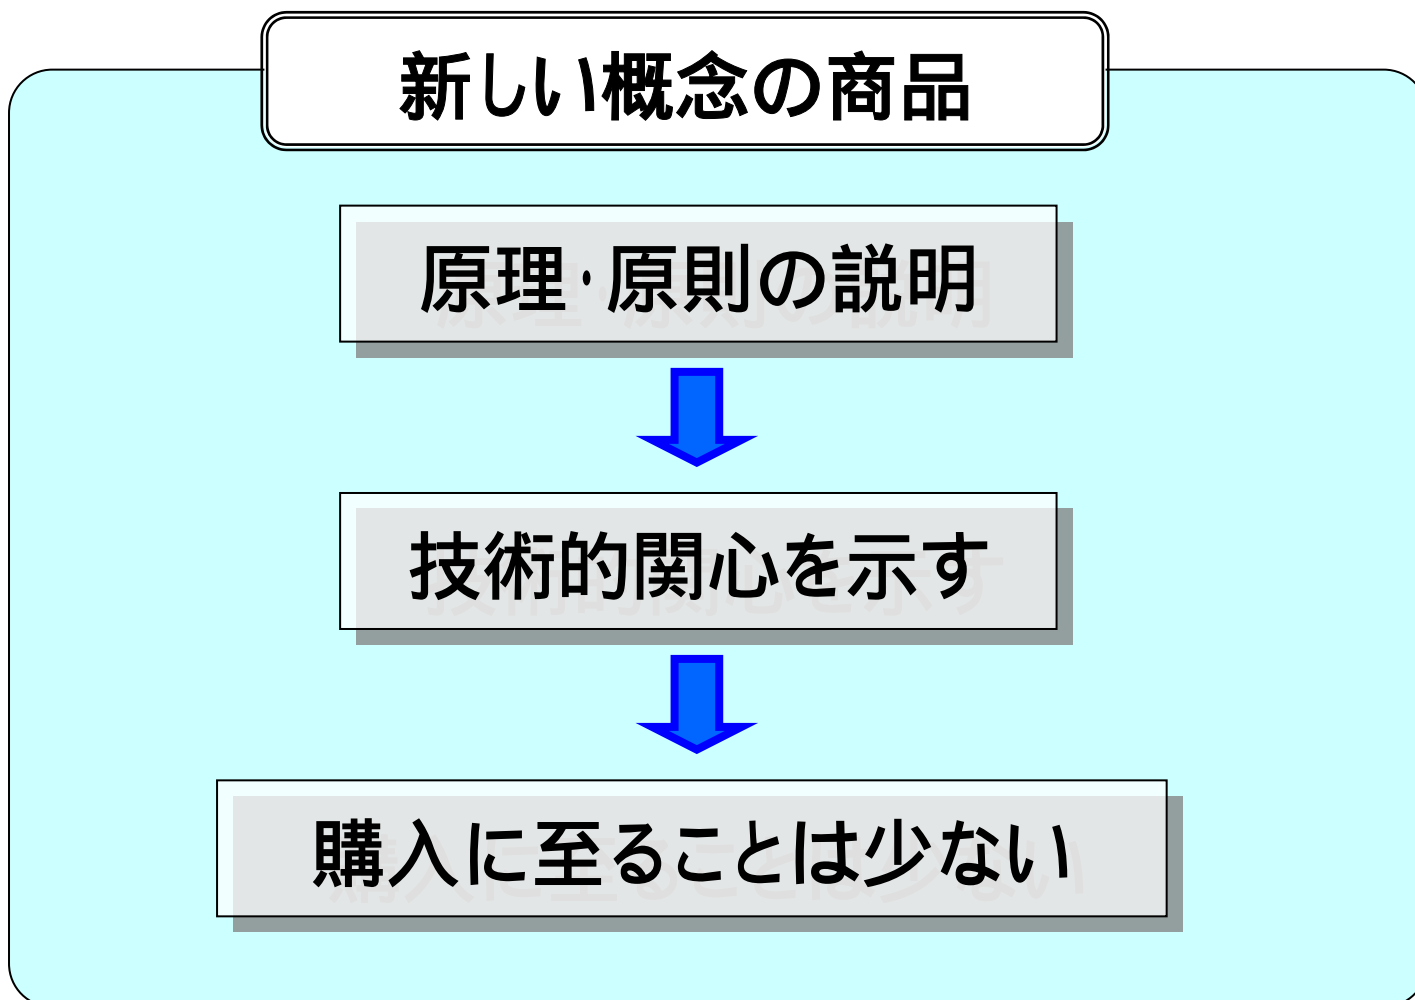 新しい概念の商品
原理･原則の説明
技術的関心を示す
購入に至ることは少ない